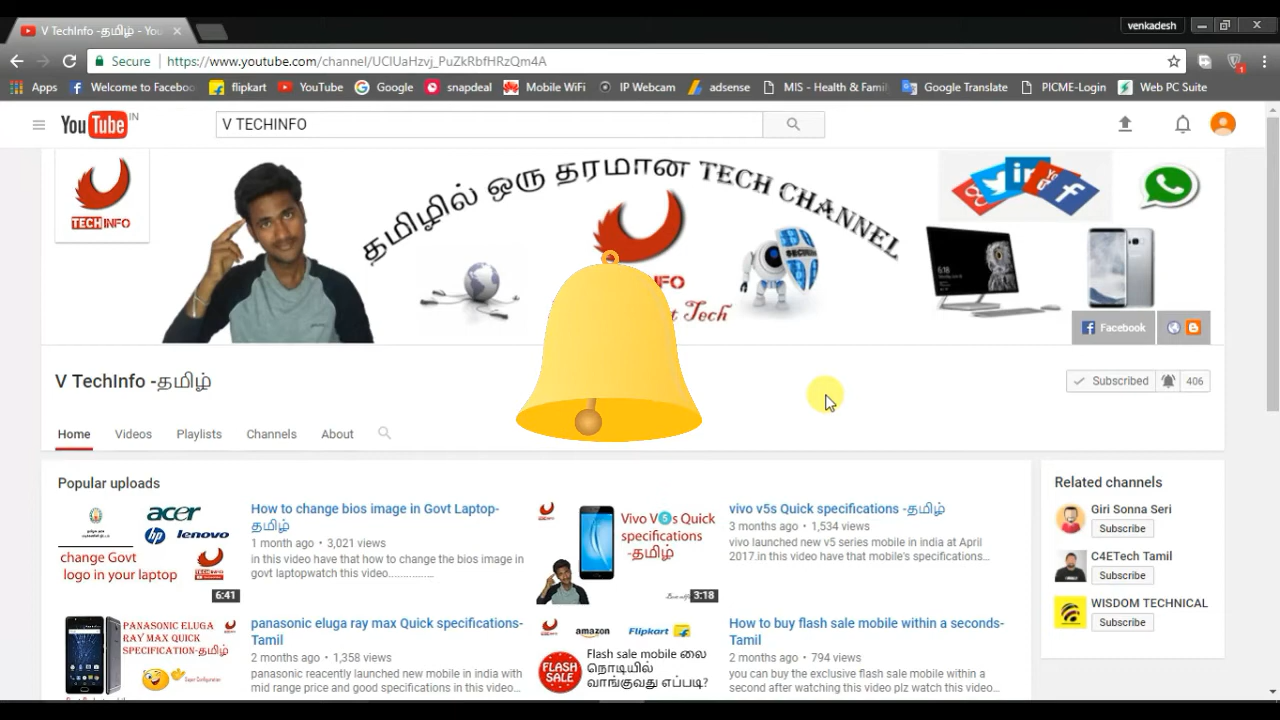 V TechInfo -தமிழ் - You
venkadesh
Secure
https://www.youtube.com/channel/UClUaHzvj_PuZkRbfHRzQm4A
Apps
Welcome to Faceboo
flipkart
YouTube
Google
snapdeal
Mobile WiFi
IP Webcam
adsense
MIS - Health & Fami
Google Translate
PICME-Login
Web PC Suite
1
YouTube IN
V TECHINFO
TECH INFO
தமிழில் ஒரு தரமான TECH CHANNEL
6:18
Facebook
V TechInfo -தமிழ்
Subscribed
406
Home
Videos
Playlists
Channels
About
Popular uploads
acer
hp
lenovo
change Govt
logo in your laptop
6:41
How to change bios image in Govt Laptop-
தமிழ்
1 month ago • 3,021 views
in this video have that how to change the bios image in
govt laptopwatch this video...............
Vivo V5s Quick
specifications
-தமிழ்
3:18
vivo v5s Quick specifications -தமிழ்
3 months ago • 1,534 views
vivo launched new v5 series mobile in india at April
2017.in this video have that mobile's specifications...
PANASONIC ELUGA
RAY MAX QUICK
SPECIFICATION-தமிழ்
panasonic eluga ray max Quick specifications-
Tamil
2 months ago • 1,358 views
panasonic reacently launched new mobile in india with
mid range price and good specifications in this video...
amazon
Flipkart
FLASH
SALE
Flash sale mobile லை
நொடியில்
வாங்குவது எப்படி?
How to buy flash sale mobile within a seconds-
Tamil
2 months ago • 794 views
you can buy the exclusive flash sale mobile within a
second after watching this video plz watch this video...
Related channels
Giri Sonna Seri
Subscribe
C4ETech Tamil
Subscribe
WISDOM TECHNICAL
Subscribe